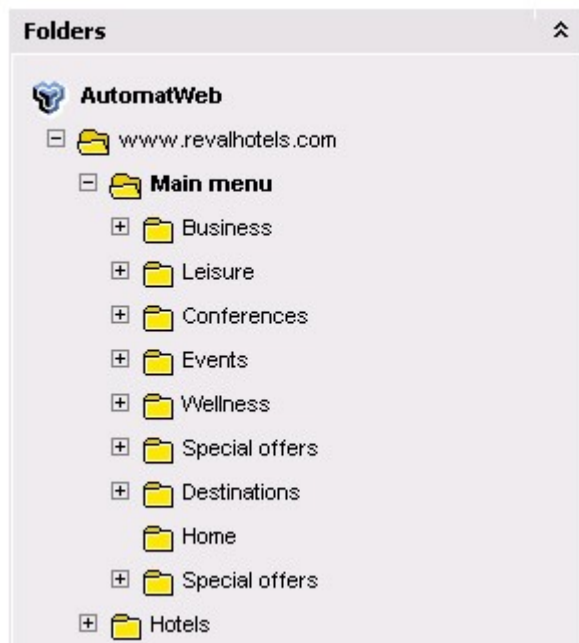 Folders
AutomatWeb
www.revalhotels.com
Main menu
Business
Leisure
Conferences
Events
Wellness
Special offers
Destinations
Home
Special offers
Hotels